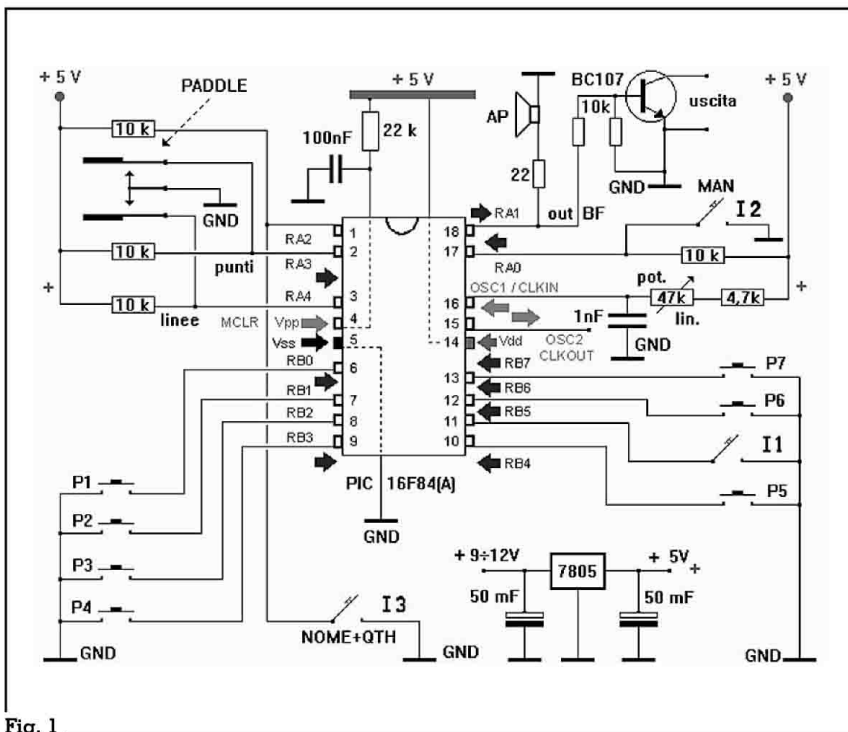 + 5 V
PADDLE
+ 5 V
BC107
+ 5 V
10 k
100nF
22 k
AP
10k
uscita
22
GND
GND
MAN
I2
RA1
out BF
RA2
1
18
10 k
punti
RA3
2
17
RA0
10 k
OSC1 / CLKIN
pot.
+
+
10 k
linee
RA4
3
16
47k
4,7k
lin.
MCLR
Vpp
4
15
1nF
Vss
5
14
Vdd
OSC2
CLKOUT
GND
RB0
6
RB7
13
P7
RB1
7
RB6
12
P6
RB2
8
RB5
11
I1
RB3
9
10
RB4
P5
P1
PIC 16F84(A)
P2
GND
P3
+ 9÷12V
7805
+ 5V
+
P4
I3
50 mF
50 mF
NOME+QTH
GND
GND
GND
Fig. 1